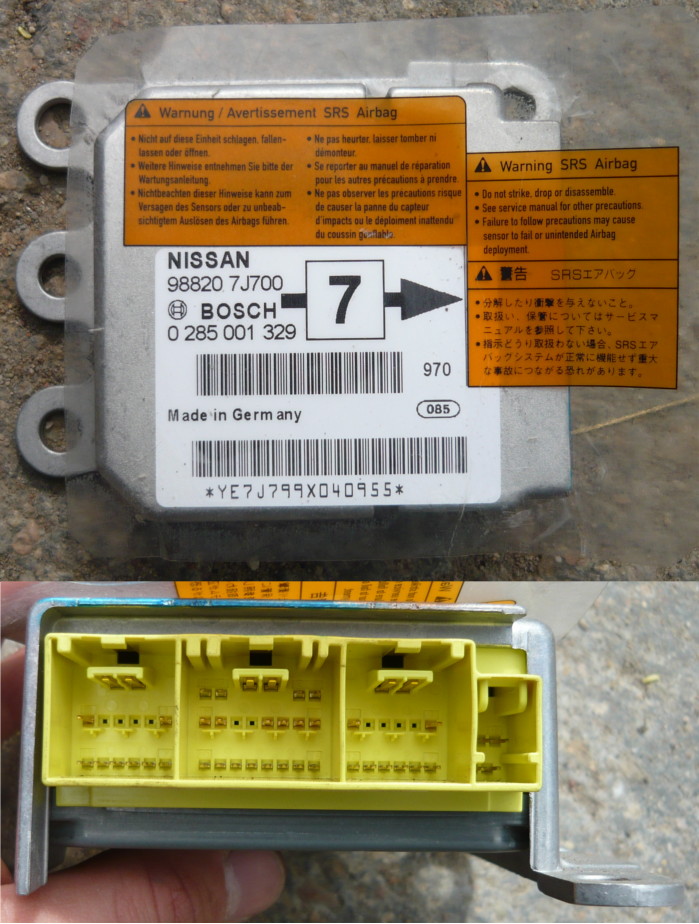 Warnung / Avertissement SRS Airbag
• Nicht auf diese Einheit schlagen, fallen-
lassen oder öffnen.
• Weitere Hinweise entnehmen Sie bitte der
Wartungsanleitung.
• Nichtbeachten dieser Hinweise kann zum
Versagen des Sensors oder zu unbeab-
sichtigtem Auslösen des Airbags führen.
• Ne pas heurter, laisser tomber ni
démonteur.
• Se reporter au manuel de réparation
pour les autres précautions à prendre.
• Ne pas observer les précautions risque
de causer la panne du capteur
d'impacts ou le déploiement inattendu
du coussin gonflable.
Warning SRS Airbag
• Do not strike, drop or disassemble.
• See service manual for other precautions.
• Failure to follow precautions may cause
sensor to fail or unintended Airbag
deployment.
警告 SRSエアバッグ
• 分解したり衝撃を与えないこと。
• 取扱い、保管についてはサービスマ
ニュアルを参照して下さい。
• 指示どうり取扱わない場合、SRSエア
バッグシステムが正常に機能せず重大
な事故につながる恐れがあります。
NISSAN
98820 7J700
BOSCH
0 285 001 329
7
970
Made in Germany
085
*YE7J799X040955*